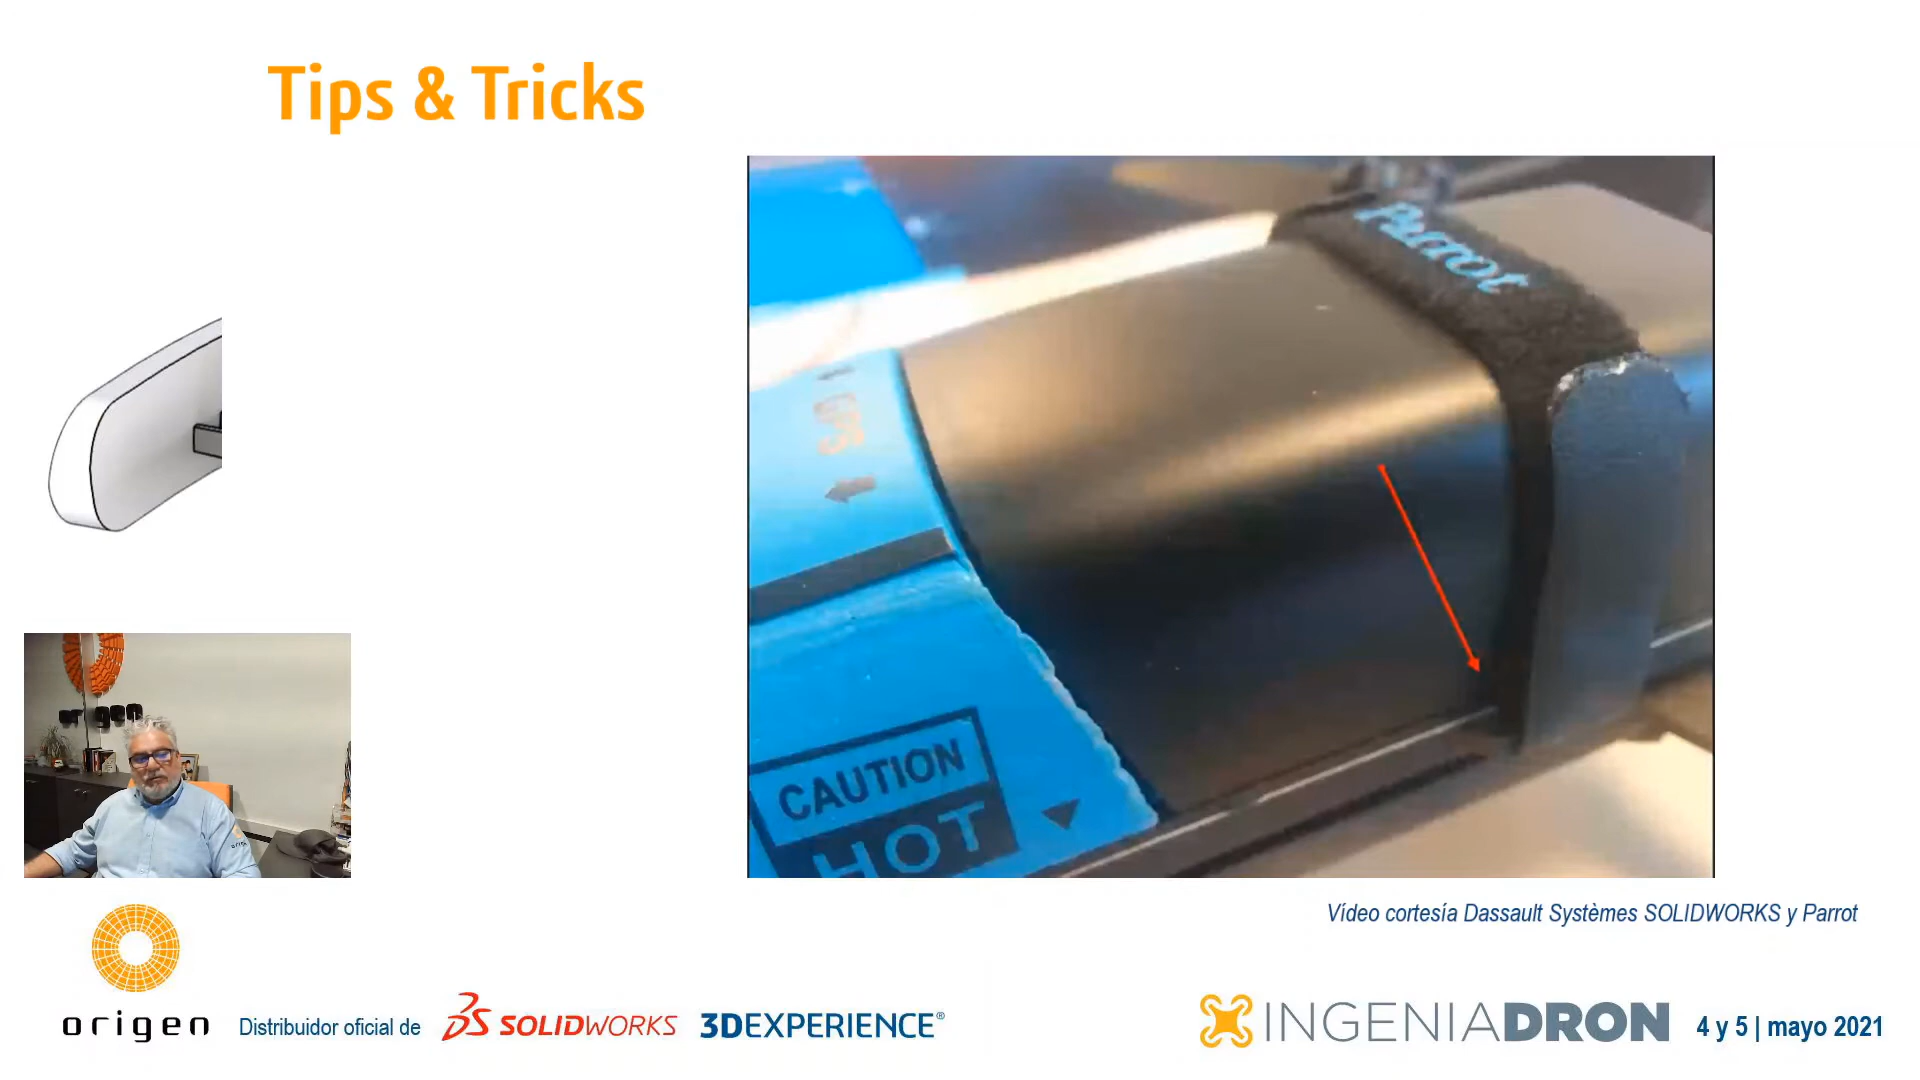 Tips & Tricks
Parrot
GPS
CAUTION
HOT
Vídeo cortesía Dassault Systèmes SOLIDWORKS y Parrot
origen
Distribuidor oficial de
SOLIDWORKS
3DEXPERIENCE®
INGENIADRON
4 y 5 | mayo 2021